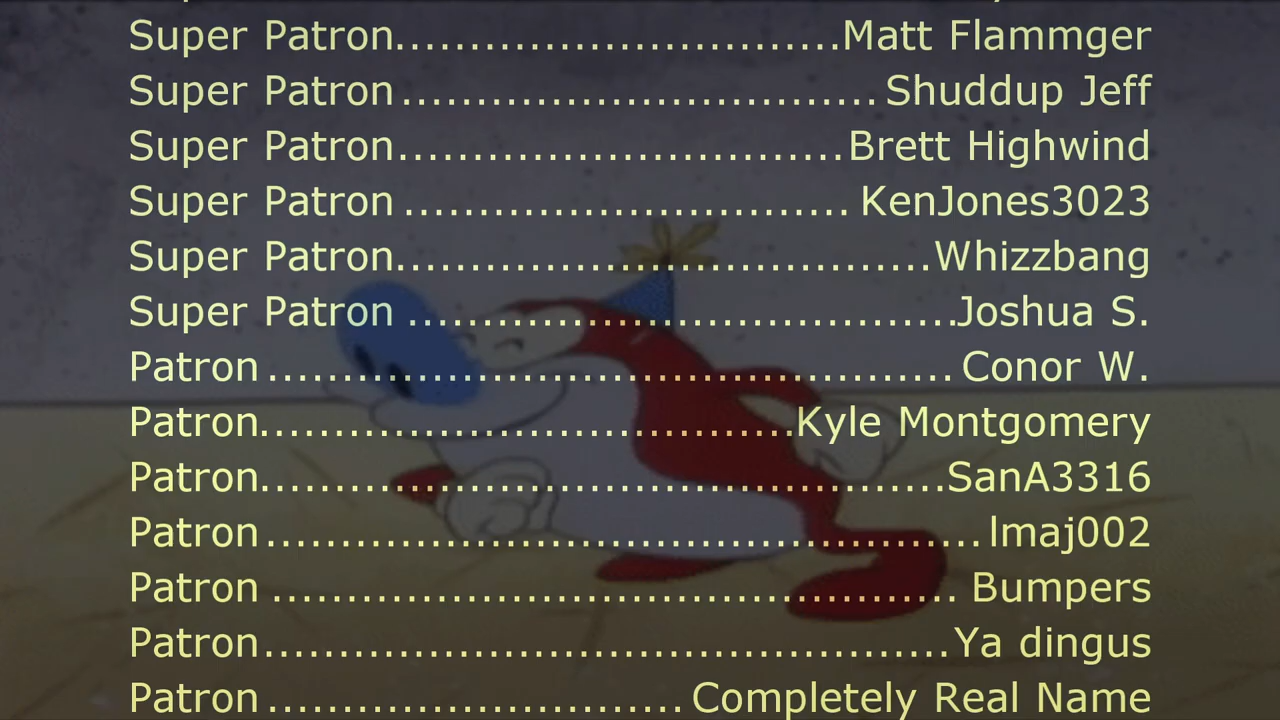 Super Patron..............................Matt Flammger
Super Patron................................Shuddup Jeff
Super Patron..............................Brett Highwind
Super Patron..............................KenJones3023
Super Patron....................................Whizzbang
Super Patron.....................................Joshua S.
Patron..............................................Conor W.
Patron....................................Kyle Montgomery
Patron..............................................SanA3316
Patron................................................lmaj002
Patron..............................................Bumpers
Patron..............................................Ya dingus
Patron............................Completely Real Name